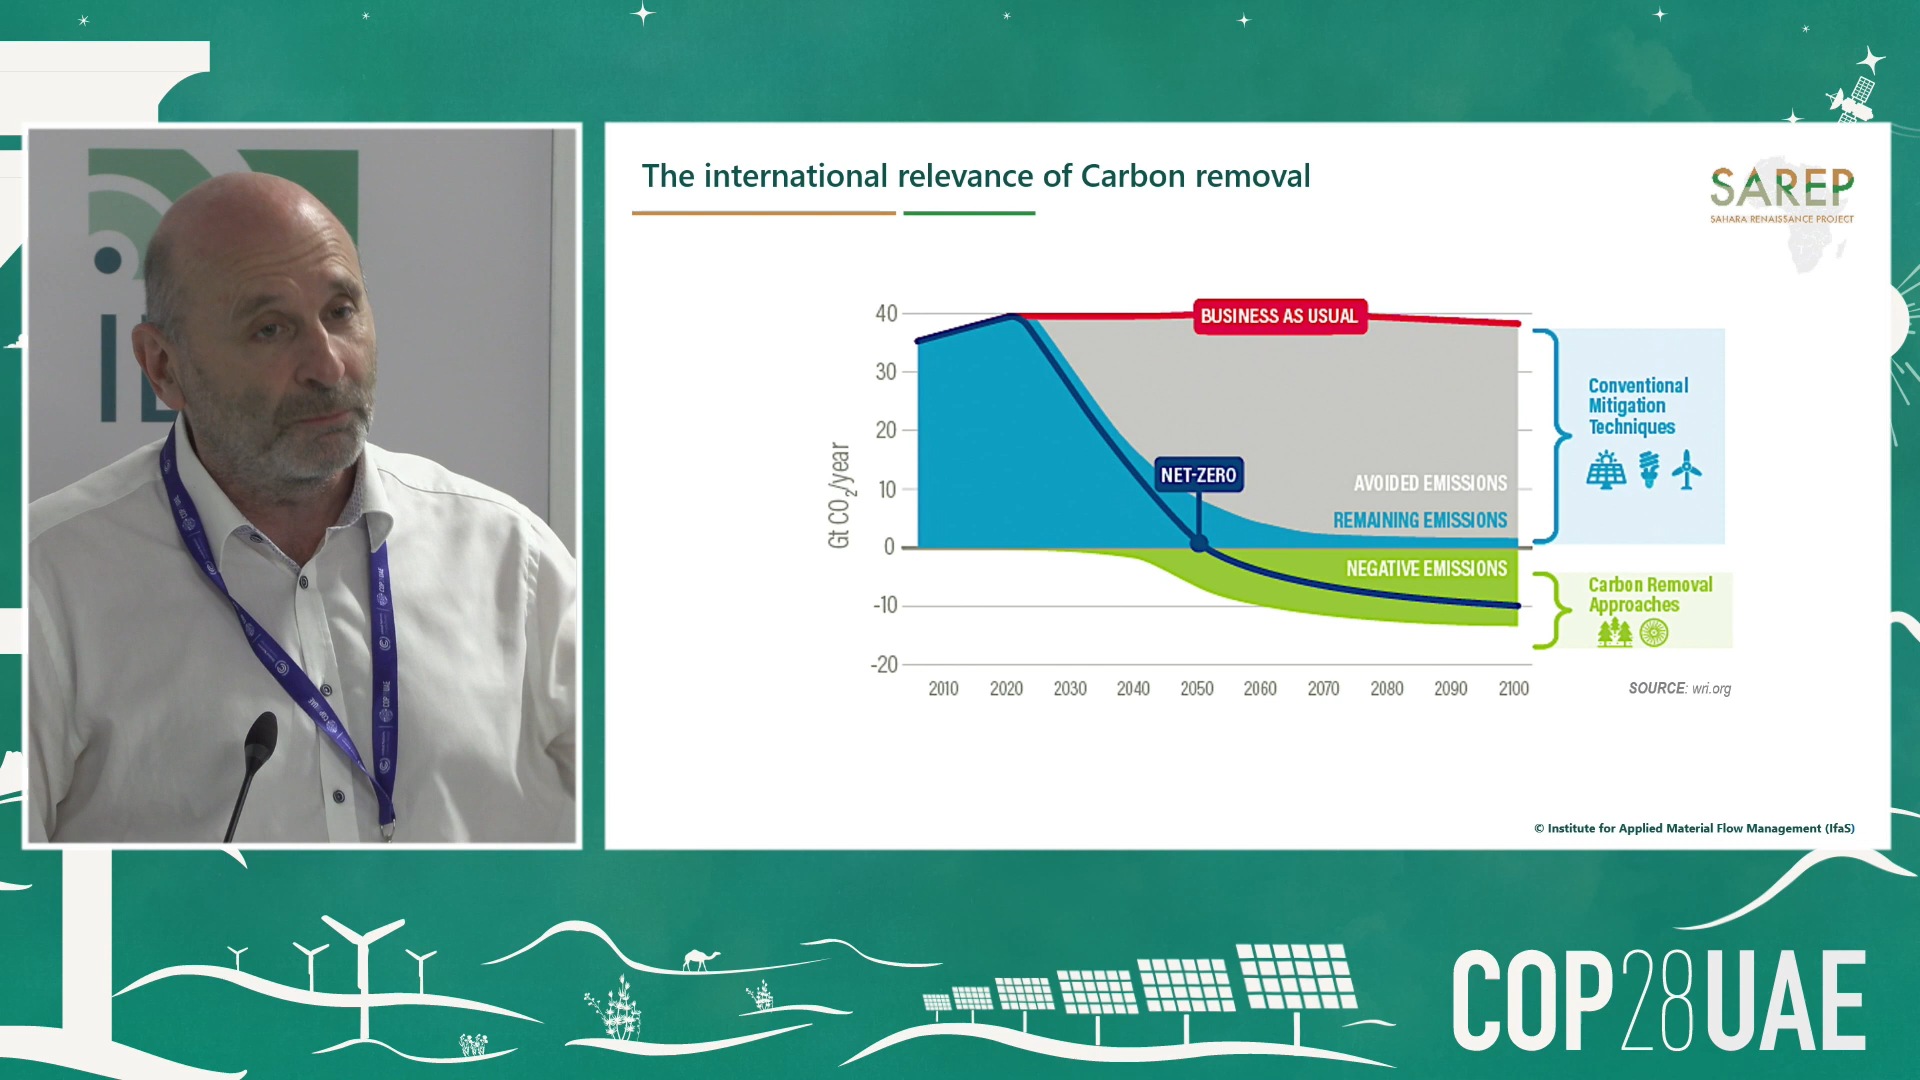 The international relevance of Carbon removal
SAREP
SAHARA RENAISSANCE PROJECT
40
30
20
10
0
-10
-20
Gt CO₂/year
BUSINESS AS USUAL
NET-ZERO
AVOIDED EMISSIONS
REMAINING EMISSIONS
NEGATIVE EMISSIONS
2010 2020 2030 2040 2050 2060 2070 2080 2090 2100
Conventional
Mitigation
Techniques
Carbon Removal
Approaches
SOURCE: wri.org
© Institute for Applied Material Flow Management (IfaS)
COP28UAE